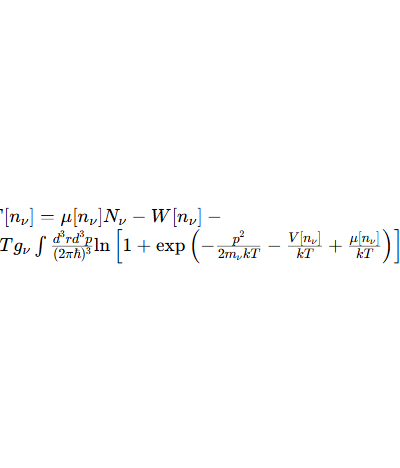 [n_ν] = μ[n_ν]N_ν − W[n_ν] −
Tg_ν ∫ d³rd³p/(2πħ)³ ln [1 + exp (−p²/2m_νkT − V[n_ν]/kT + μ[n_ν]/kT)]